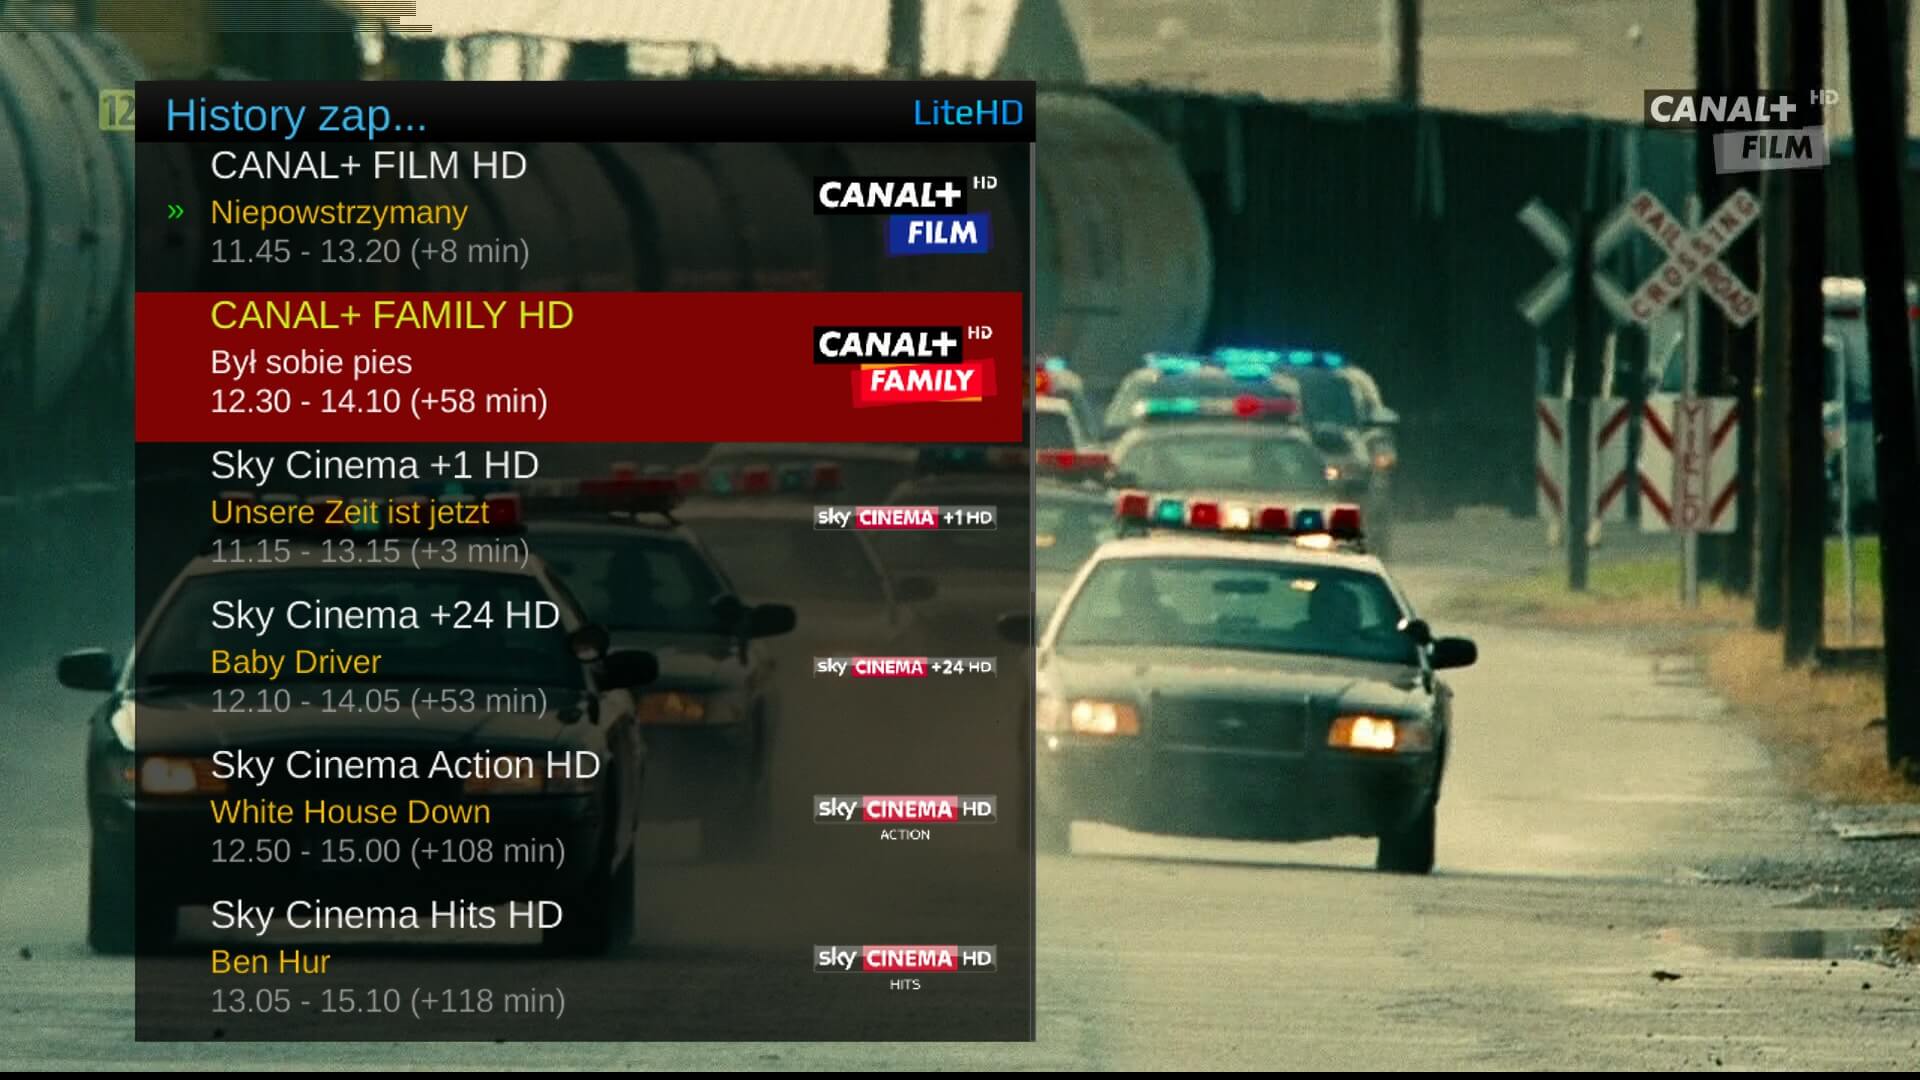 12
History zap...
LiteHD
CANAL+ FILM HD
Niepowstrzymany
11.45 - 13.20 (+8 min)
CANAL+ HD
FILM
CANAL+ FAMILY HD
Był sobie pies
12.30 - 14.10 (+58 min)
CANAL+ HD
FAMILY
Sky Cinema +1 HD
Unsere Zeit ist jetzt
11.15 - 13.15 (+3 min)
sky CINEMA +1 HD
Sky Cinema +24 HD
Baby Driver
12.10 - 14.05 (+53 min)
sky CINEMA +24 HD
Sky Cinema Action HD
White House Down
12.50 - 15.00 (+108 min)
sky CINEMA HD
ACTION
Sky Cinema Hits HD
Ben Hur
13.05 - 15.10 (+118 min)
sky CINEMA HD
HITS
CANAL+ HD
FILM
RAILROAD
CROSSING
YIELD